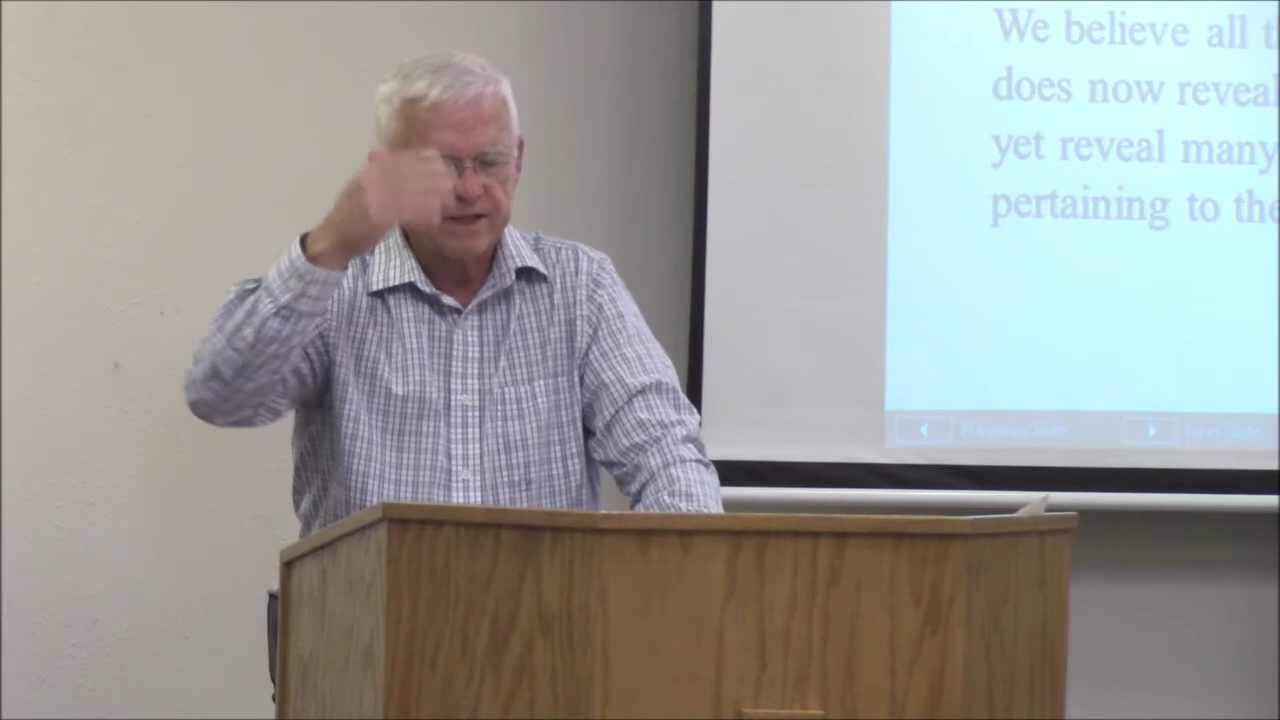 We believe all t
does now reveal
yet reveal many
pertaining to the
Previous Slide
Next Slide